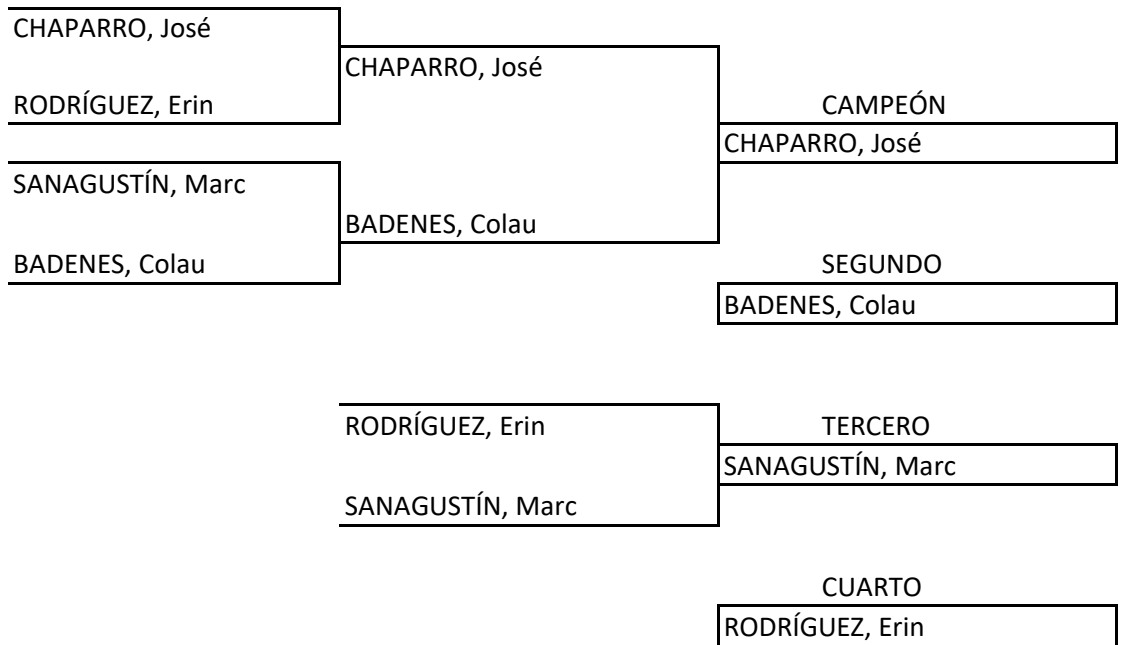 CHAPARRO, José
CHAPARRO, José
RODRÍGUEZ, Erin
CAMPEÓN
CHAPARRO, José
SANAGUSTÍN, Marc
BADENES, Colau
BADENES, Colau
SEGUNDO
BADENES, Colau
RODRÍGUEZ, Erin
TERCERO
SANAGUSTÍN, Marc
SANAGUSTÍN, Marc
CUARTO
RODRÍGUEZ, Erin